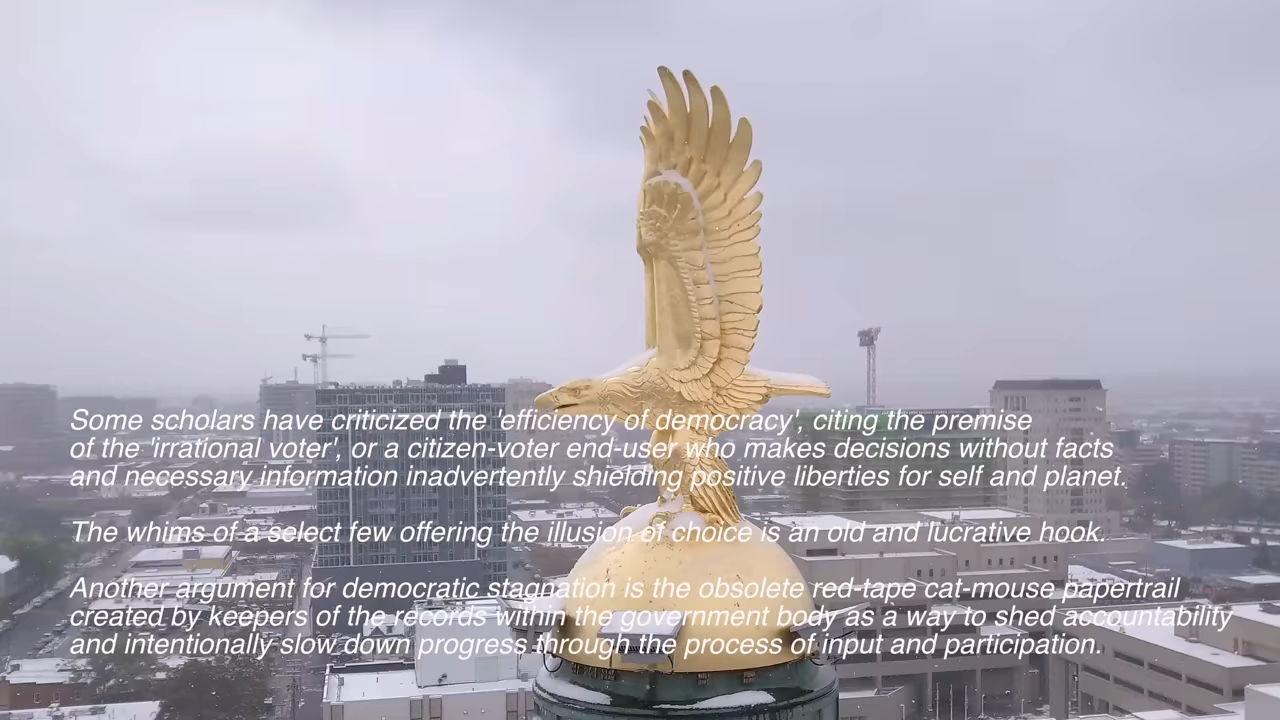 Some scholars have criticized the 'efficiency of democracy', citing the premise
of the 'irrational voter', or a citizen-voter end-user who makes decisions without facts
and necessary information inadvertently shielding positive liberties for self and planet.
The whims of a select few offering the illusion of choice is an old and lucrative hook.
Another argument for democratic stagnation is the obsolete red-tape cat-mouse papertrail
created by keepers of the records within the government body as a way to shed accountability
and intentionally slow down progress through the process of input and participation.